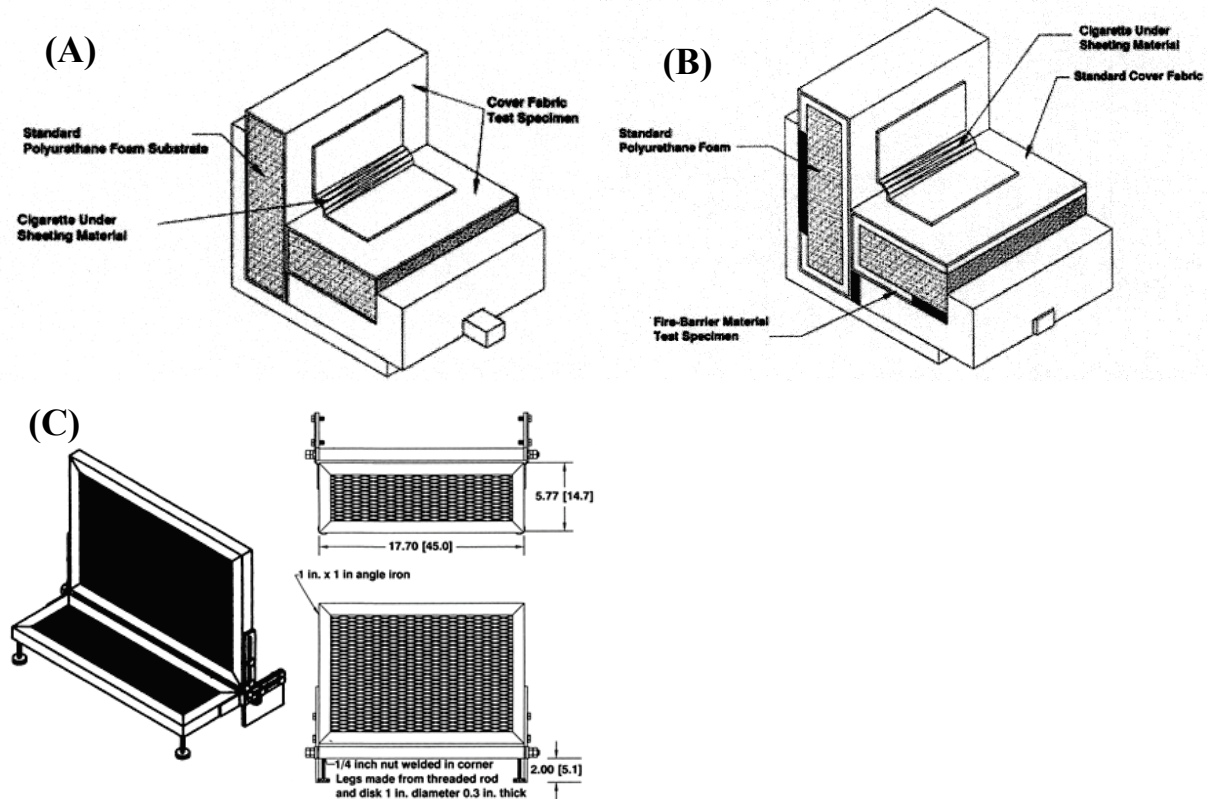 (A)
Standard
Polyurethane Foam Substrate
Cigarette Under
Sheeting Material
Cover Fabric
Test Specimen
(B)
Cigarette Under
Sheeting Material
Standard Cover Fabric
Standard
Polyurethane Foam
Fire-Barrier Material
Test Specimen
(C)
5.77 [14.7]
17.70 [45.0]
1 in. x 1 in angle iron
1/4 inch nut welded in corner
Legs made from threaded rod
and disk 1 in. diameter 0.3 in. thick
2.00 [5.1]